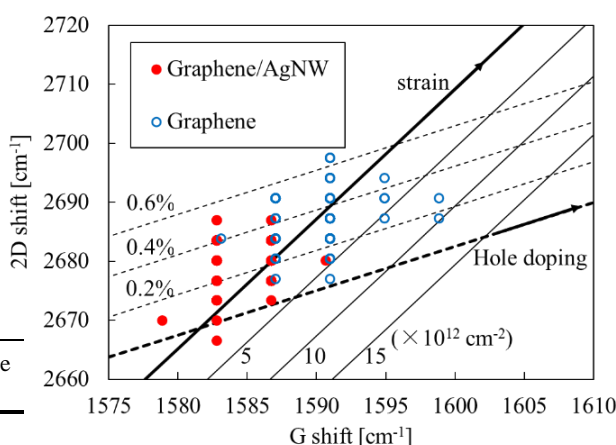 2720
2710
2700
2690
2680
2670
2660
2D shift [cm-1]
Graphene/AgNW
Graphene
strain
0.6%
0.4%
0.2%
Hole doping
5
10
15
(×10¹² cm⁻²)
e
1575
1580
1585
1590
1595
1600
1605
1610
G shift [cm⁻¹]